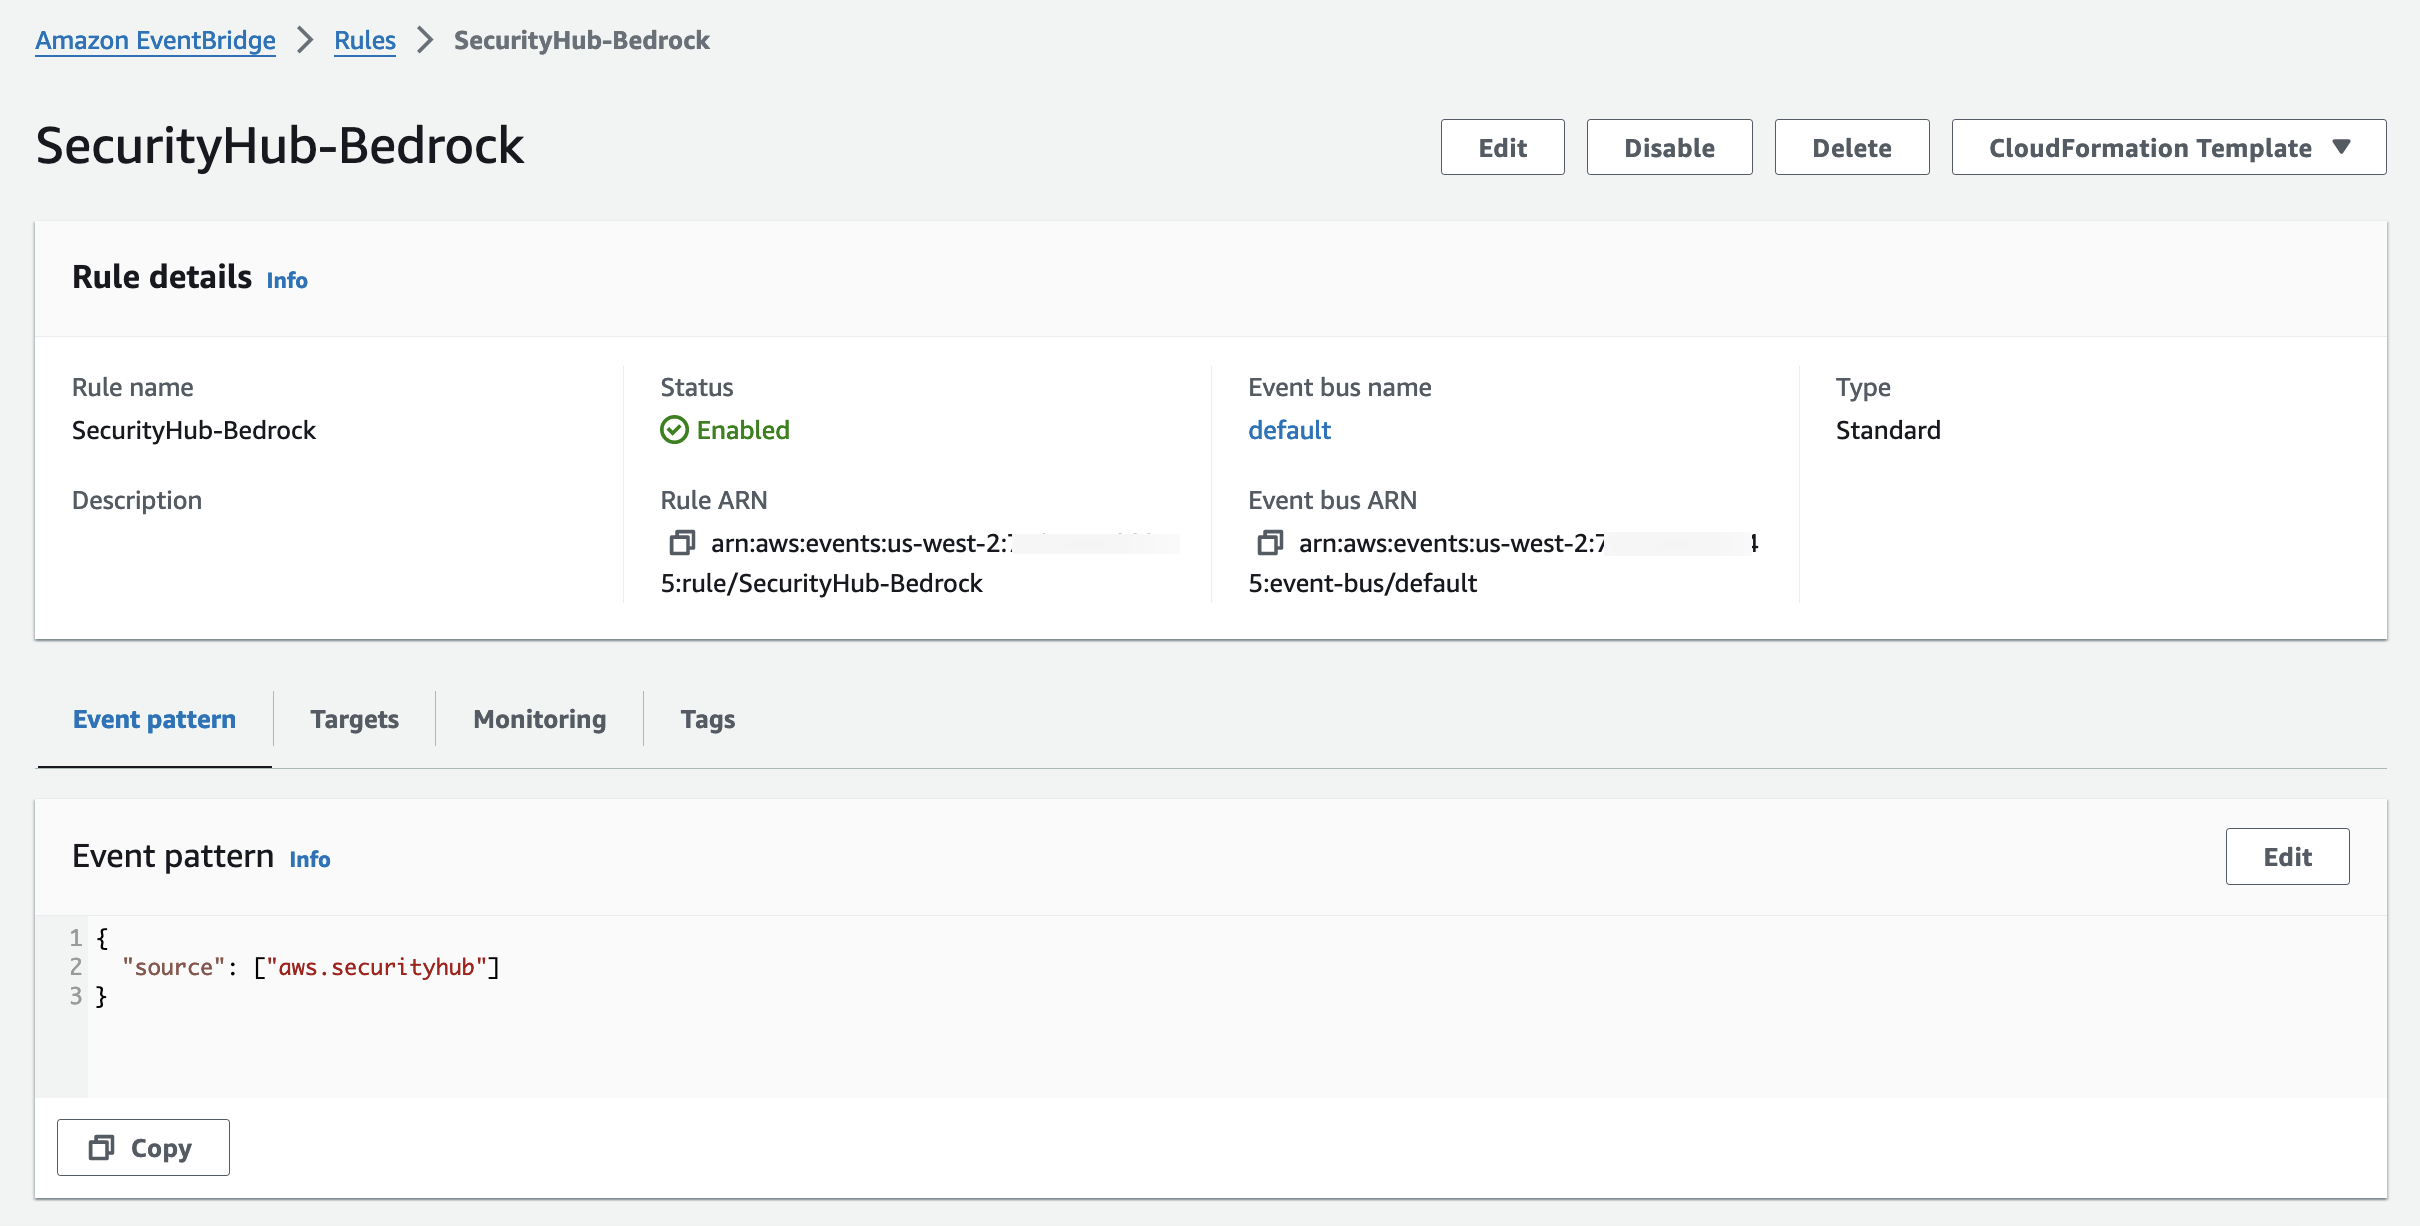 Amazon EventBridge > Rules > SecurityHub-Bedrock
SecurityHub-Bedrock
Edit
Disable
Delete
CloudFormation Template
Rule details Info
Rule name
SecurityHub-Bedrock
Description
Status
Enabled
Rule ARN
arn:aws:events:us-west-2:
5:rule/SecurityHub-Bedrock
Event bus name
default
Event bus ARN
arn:aws:events:us-west-2:7 4
5:event-bus/default
Type
Standard
Event pattern
Targets
Monitoring
Tags
Event pattern Info
Edit
1 {
2 "source": ["aws.securityhub"]
3 }
Copy